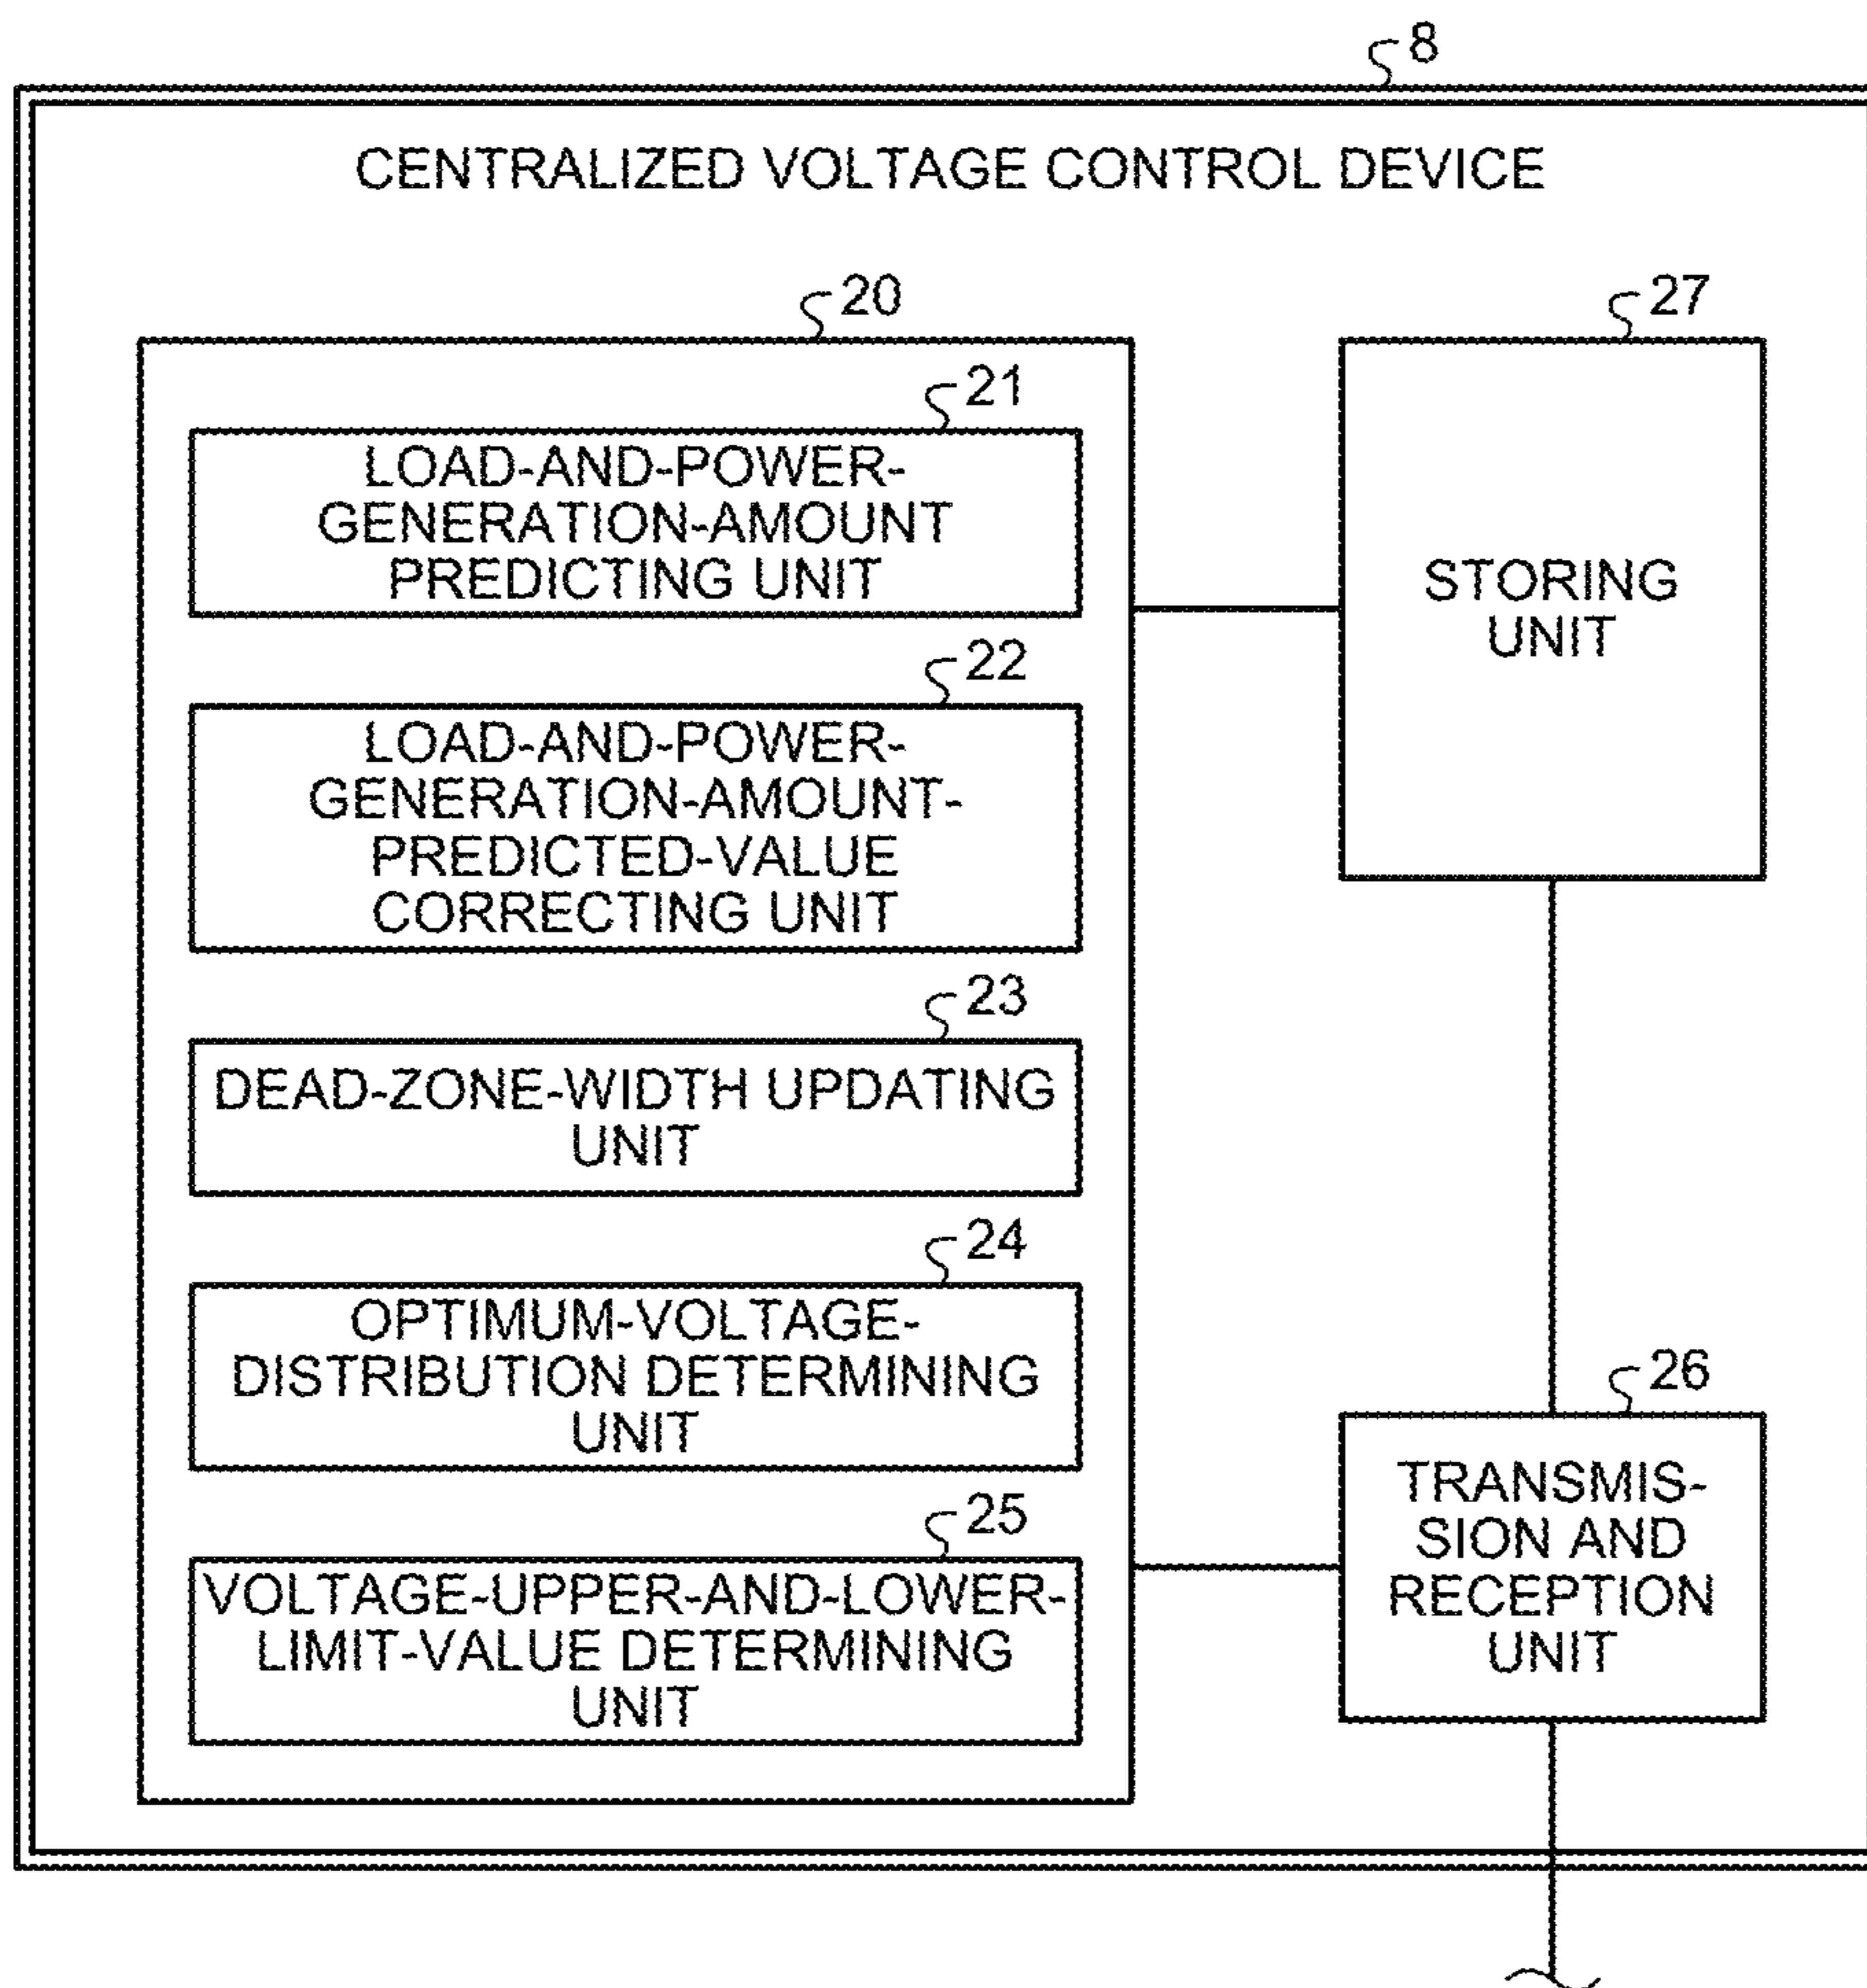 8
CENTRALIZED VOLTAGE CONTROL DEVICE
20
21
LOAD-AND-POWER-
GENERATION-AMOUNT
PREDICTING UNIT
22
LOAD-AND-POWER-
GENERATION-AMOUNT-
PREDICTED-VALUE
CORRECTING UNIT
23
DEAD-ZONE-WIDTH UPDATING
UNIT
24
OPTIMUM-VOLTAGE-
DISTRIBUTION DETERMINING
UNIT
25
VOLTAGE-UPPER-AND-LOWER-
LIMIT-VALUE DETERMINING
UNIT
27
STORING
UNIT
26
TRANSMIS-
SION AND
RECEPTION
UNIT